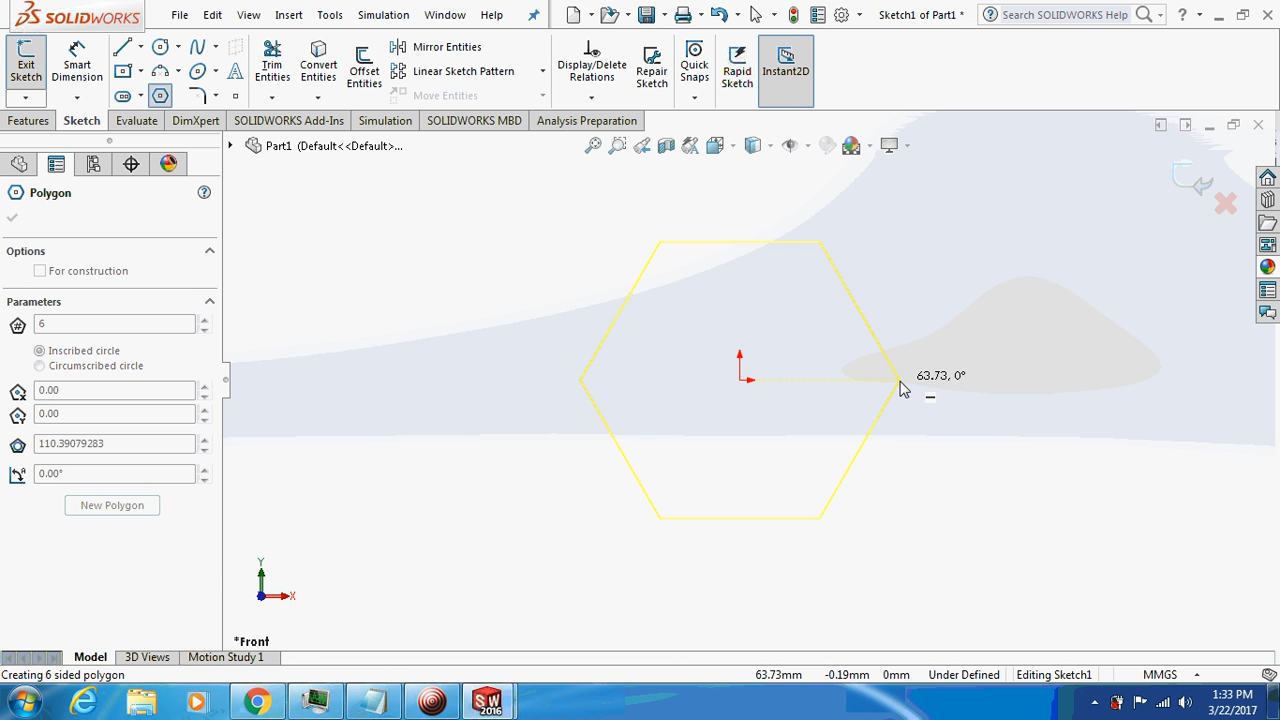 SOLIDWORKS File Edit View Insert Tools Simulation Window Help Sketch1 of Part1 * Search SOLIDWORKS Help
Exit Sketch
Smart Dimension
Trim Entities
Convert Entities
Offset Entities
Mirror Entities
Linear Sketch Pattern
Move Entities
Display/Delete Relations
Repair Sketch
Quick Snaps
Rapid Sketch
Instant2D
Features Sketch Evaluate DimXpert SOLIDWORKS Add-Ins Simulation SOLIDWORKS MBD Analysis Preparation
Part1 (Default<<Default>...
Polygon
Options
For construction
Parameters
6
Inscribed circle
Circumscribed circle
0.00
0.00
110.39079283
0.00°
New Polygon
63.73, 0°
Y
X
*Front
Model 3D Views Motion Study 1
Creating 6 sided polygon 63.73mm -0.19mm 0mm Under Defined Editing Sketch1 MMGS
SW 2016
1:33 PM
3/22/2017